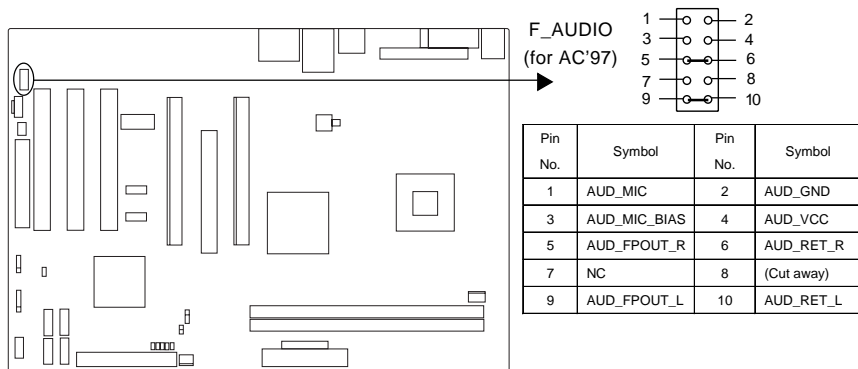 F_AUDIO
(for AC'97)
1 2
3 4
5 6
7 8
9 10
Pin No. Symbol Pin No. Symbol
1 AUD_MIC 2 AUD_GND
3 AUD_MIC_BIAS 4 AUD_VCC
5 AUD_FPOUT_R 6 AUD_RET_R
7 NC 8 (Cut away)
9 AUD_FPOUT_L 10 AUD_RET_L